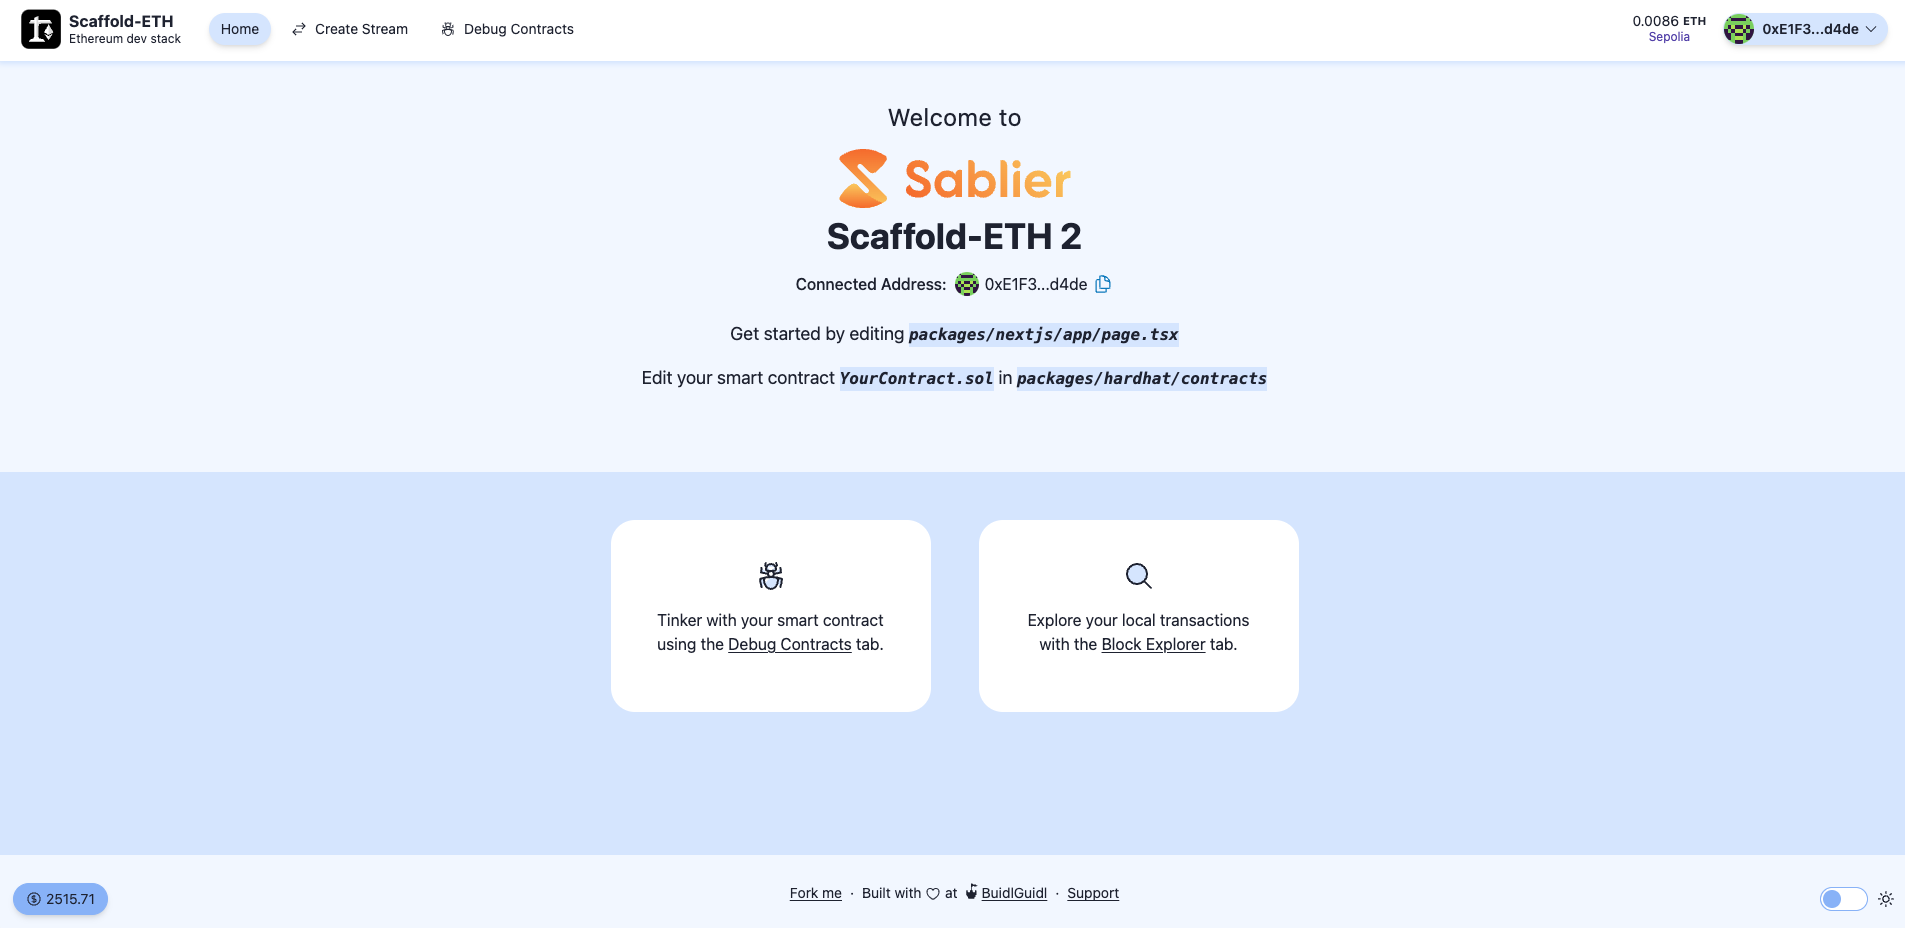 Scaffold-ETH
Ethereum dev stack
Home
Create Stream
Debug Contracts
0.0086 ETH
Sepolia
0xE1F3...d4de
Welcome to
Sablier
Scaffold-ETH 2
Connected Address: 0xE1F3...d4de
Get started by editing packages/nextjs/app/page.tsx
Edit your smart contract YourContract.sol in packages/hardhat/contracts
Tinker with your smart contract
using the Debug Contracts tab.
Explore your local transactions
with the Block Explorer tab.
2515.71
Fork me · Built with at BuidlGuidl · Support